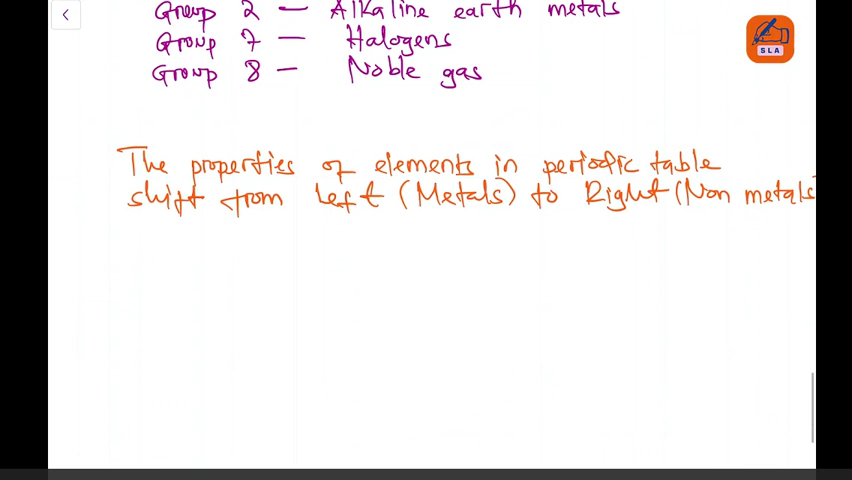 Group 2 – Alkaline earth metals
Group 7 – Halogens
Group 8 – Noble gas
SLA
The properties of elements in periodic table
shift from Left (Metals) to Right (Non metals)